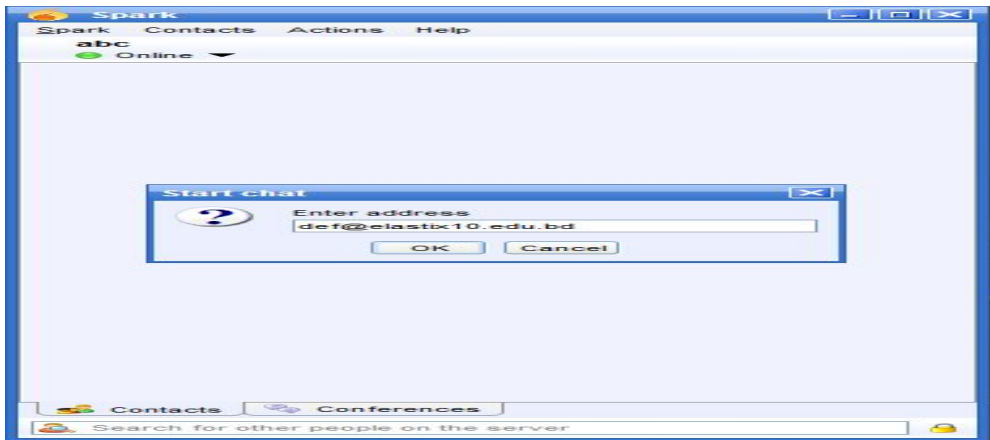 Spark
Spark Contacts Actions Help
abc
Online
Start chat
Enter address
def@elastix10.edu.bd
OK Cancel
Contacts Conferences
Search for other people on the server